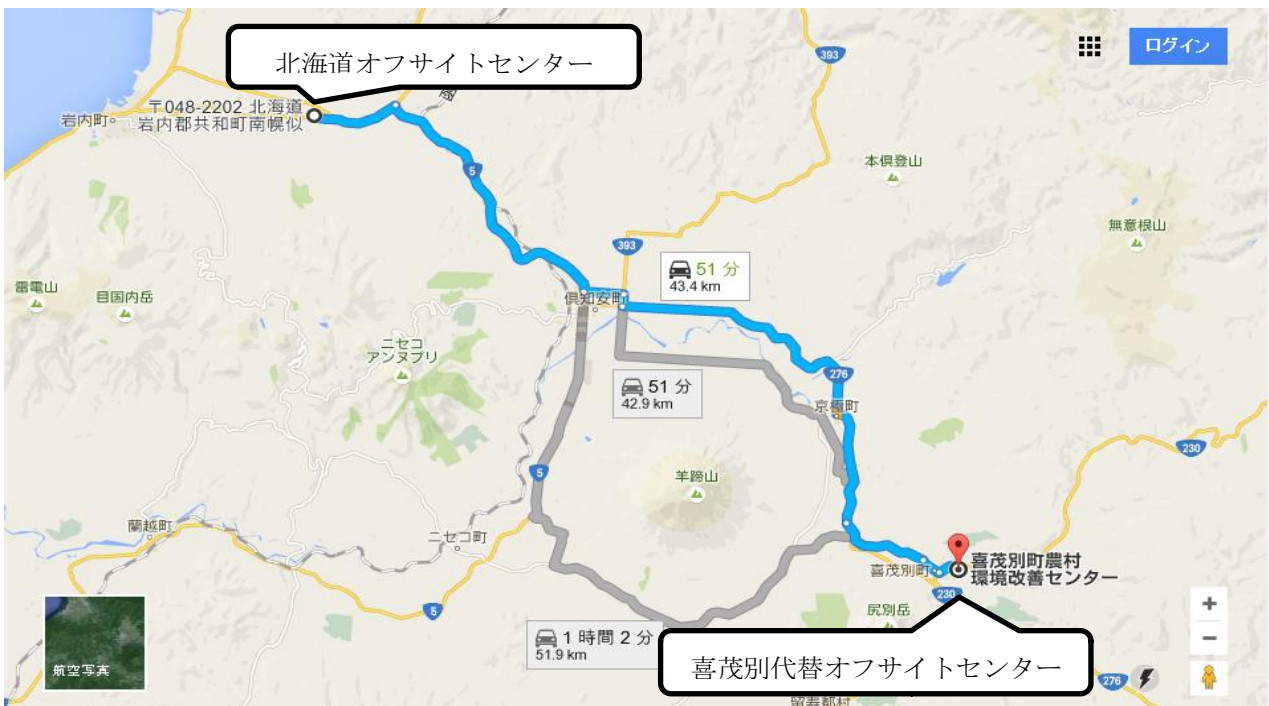 北海道オフサイトセンター
393
ログイン
〒048-2202 北海道
岩内郡共和町南幌似
岩内町
5
本倶登山
無意根山
393
51 分
43.4 km
雷電山
目国内岳
倶知安町
ニセコ
アンヌプリ
51 分
42.9 km
276
京極町
230
羊蹄山
5
蘭越町
ニセコ町
喜茂別町
喜茂別町農村
環境改善センター
230
尻別岳
5
1 時間 2 分
51.9 km
喜茂別代替オフサイトセンター
航空写真
276
留寿都村
+
−